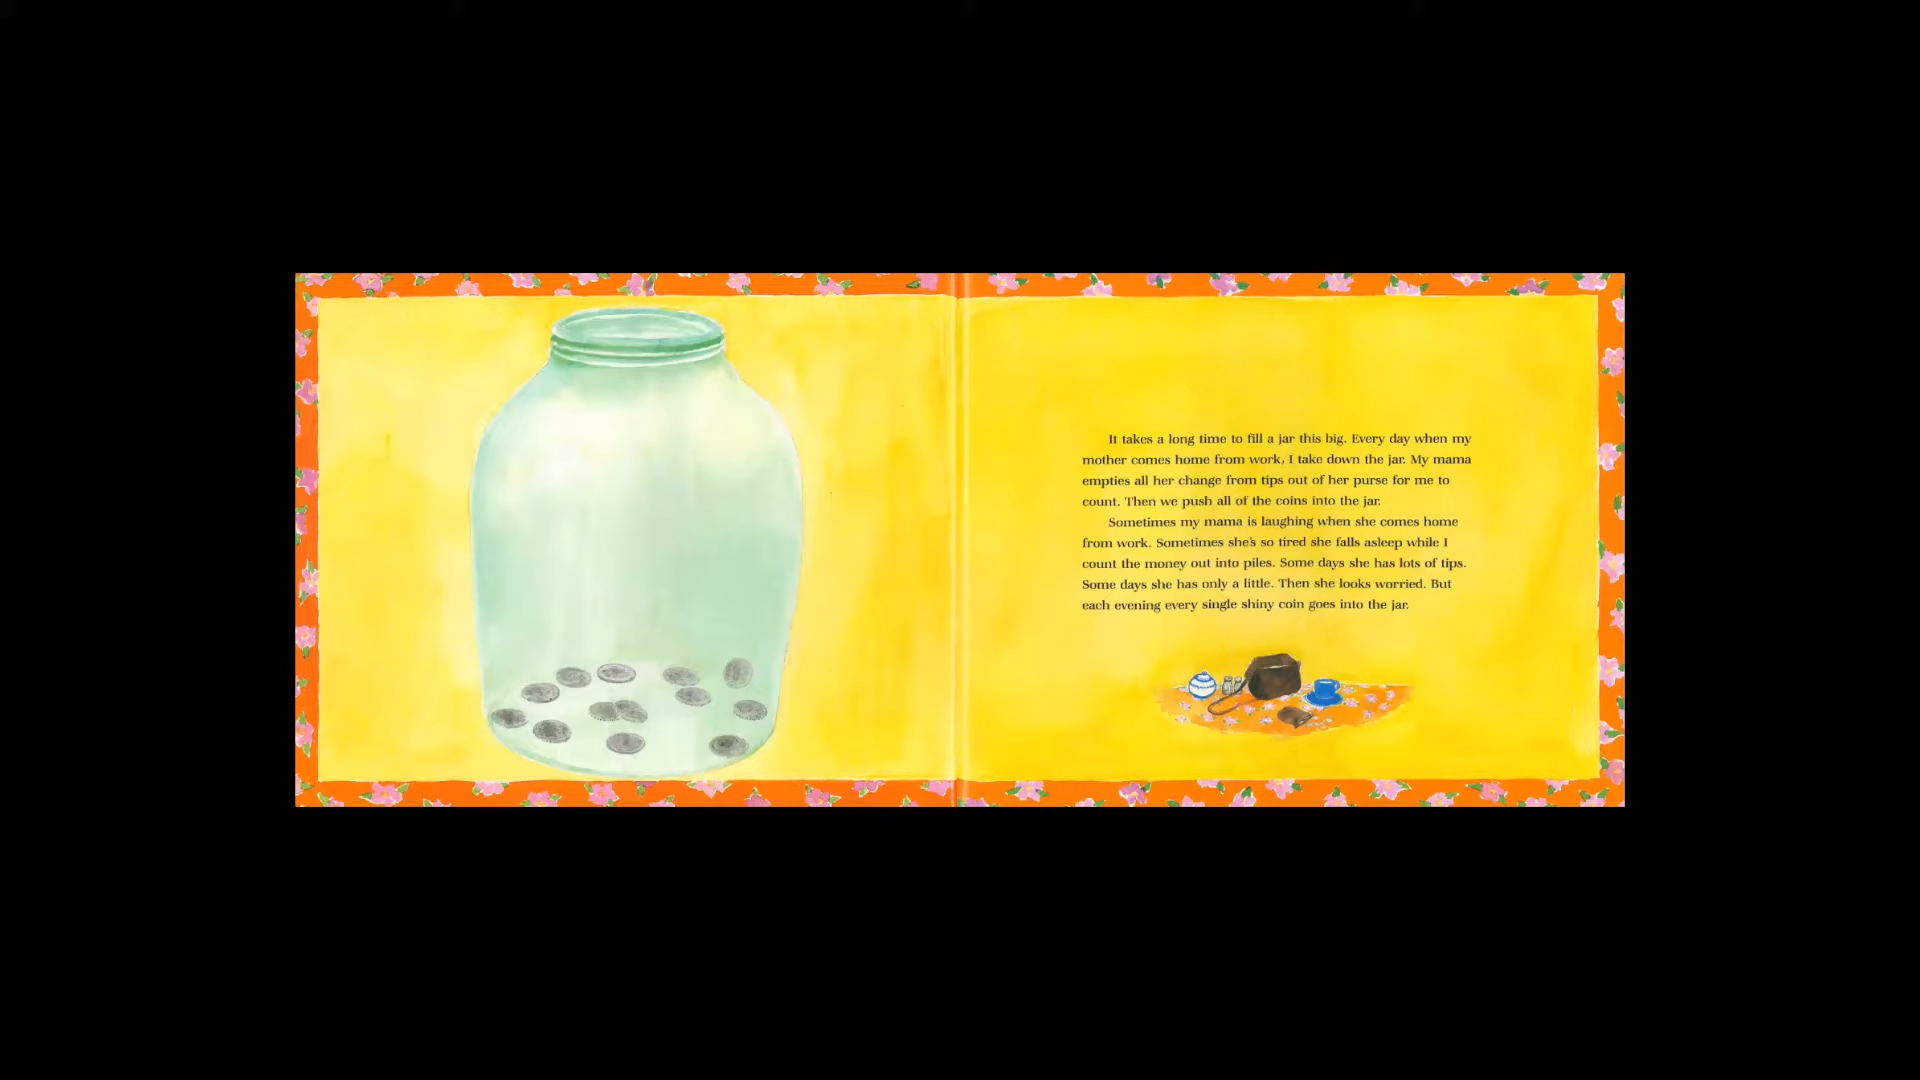 It takes a long time to fill a jar this big. Every day when my
mother comes home from work, I take down the jar. My mama
empties all her change from tips out of her purse for me to
count. Then we push all of the coins into the jar.
Sometimes my mama is laughing when she comes home
from work. Sometimes she's so tired she falls asleep while I
count the money out into piles. Some days she has lots of tips.
Some days she has only a little. Then she looks worried. But
each evening every single shiny coin goes into the jar.